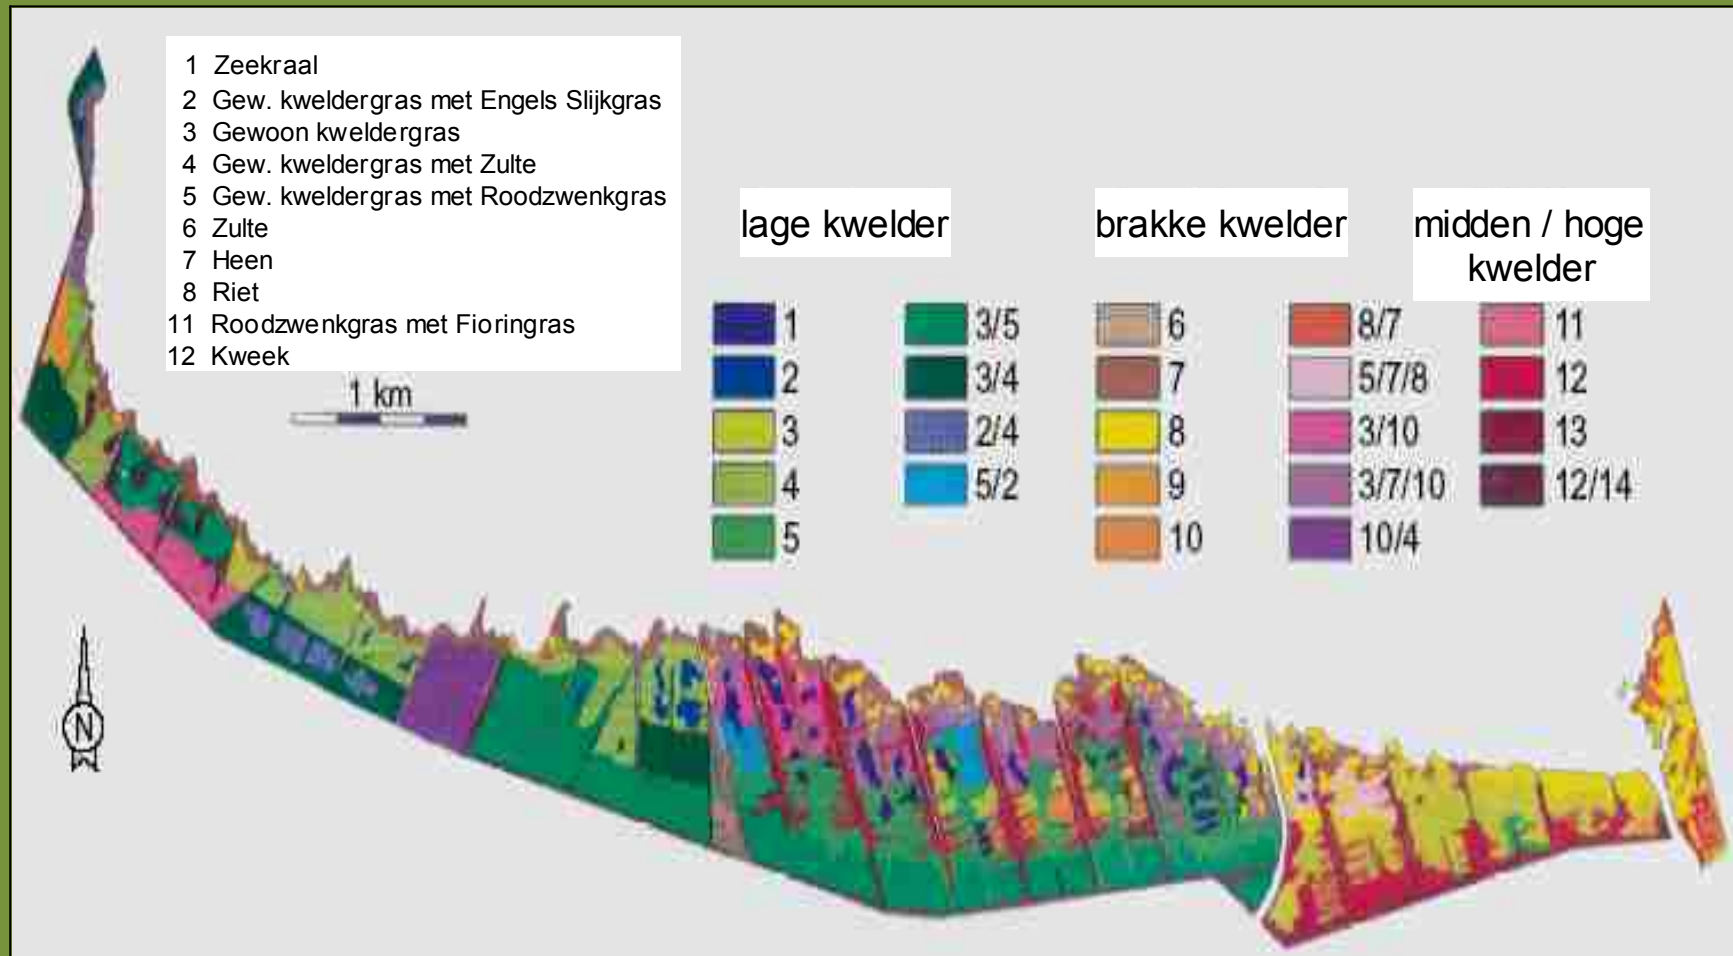 1 Zeekraal
2 Gew. kweldergras met Engels Slijkgras
3 Gewoon kweldergras
4 Gew. kweldergras met Zulte
5 Gew. kweldergras met Roodzwenkgras
6 Zulte
7 Heen
8 Riet
11 Roodzwenkgras met Fioringras
12 Kweek
1 km
lage kwelder
1
2
3
4
5
3/5
3/4
2/4
5/2
brakke kwelder
6
7
8
9
10
8/7
5/7/8
3/10
3/7/10
10/4
midden / hoge
kwelder
11
12
13
12/14
N